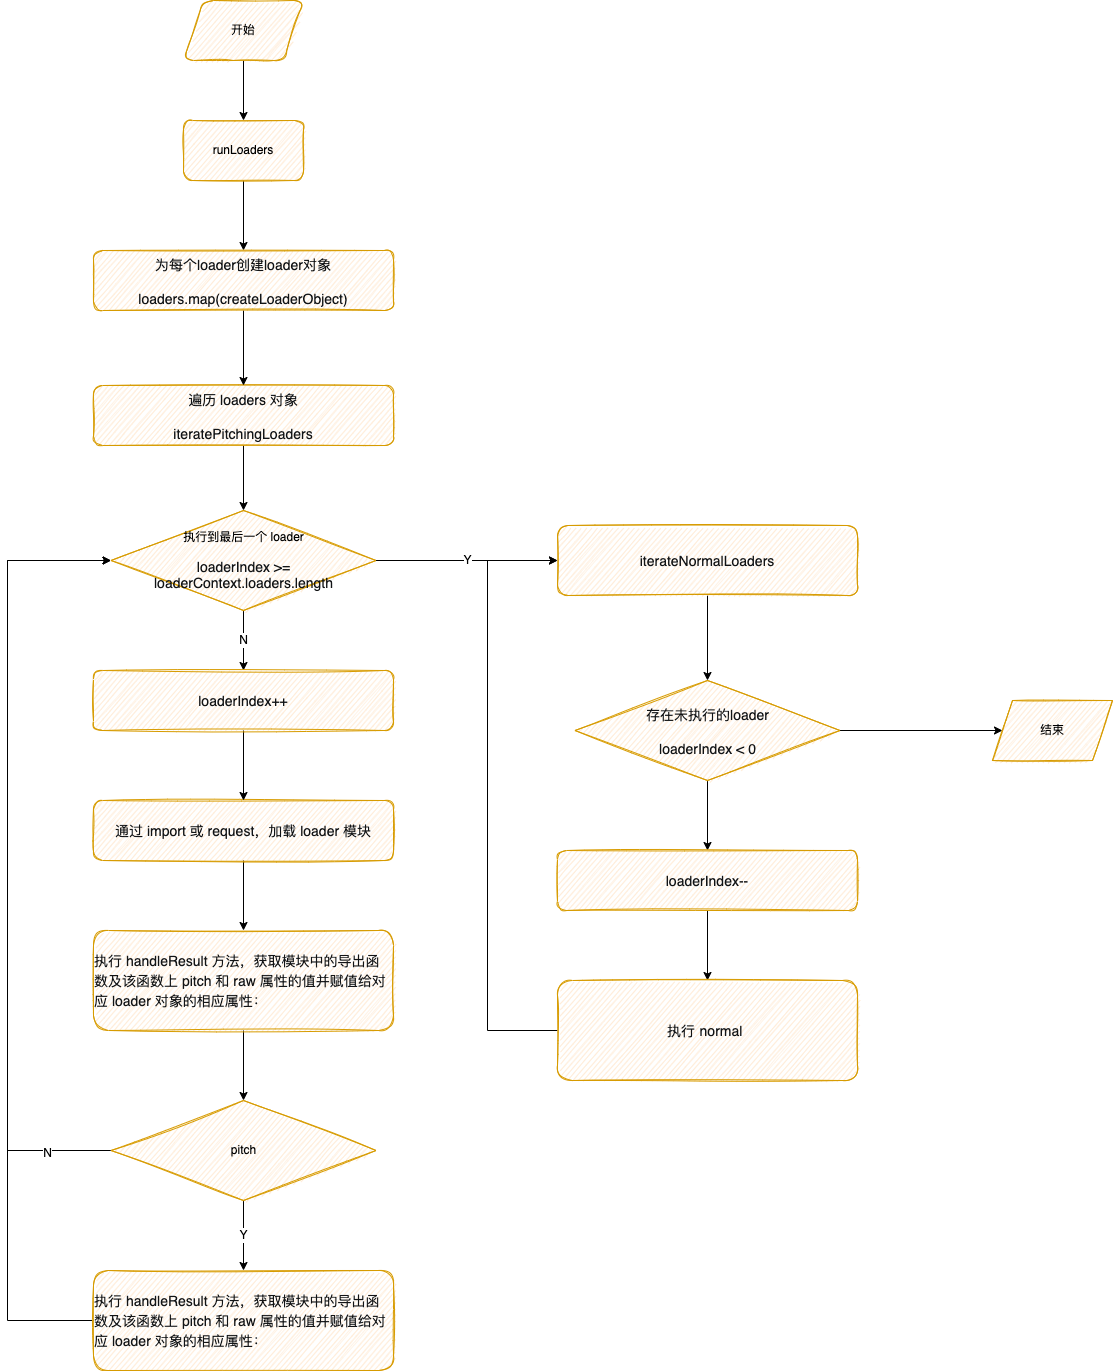 开始
runLoaders
为每个loader创建loader对象
loaders.map(createLoaderObject)
遍历 loaders 对象
iteratePitchingLoaders
执行到最后一个 loader
loaderIndex >=
loaderContext.loaders.length
Y
N
loaderIndex++
通过 import 或 request，加载 loader 模块
执行 handleResult 方法，获取模块中的导出函
数及该函数上 pitch 和 raw 属性的值并赋值给对
应 loader 对象的相应属性：
pitch
N
Y
执行 handleResult 方法，获取模块中的导出函
数及该函数上 pitch 和 raw 属性的值并赋值给对
应 loader 对象的相应属性：
iterateNormalLoaders
存在未执行的loader
loaderIndex < 0
结束
loaderIndex--
执行 normal